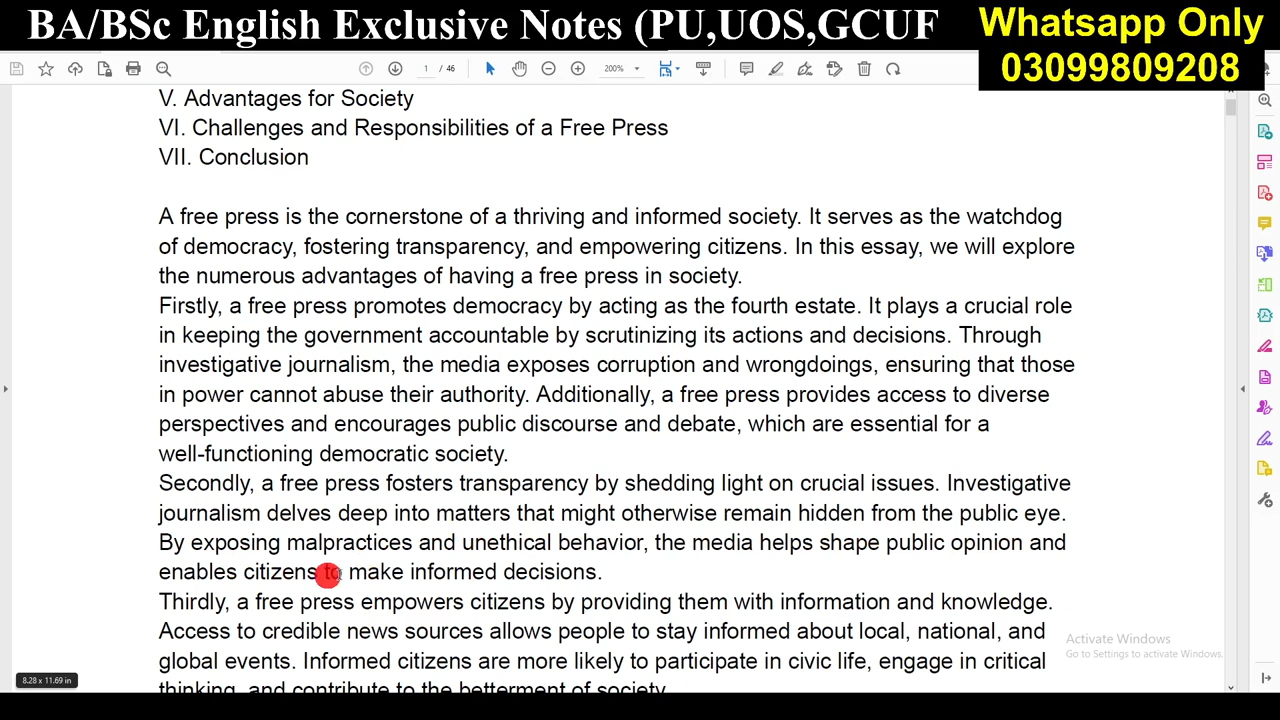 BA/BSc English Exclusive Notes (PU,UOS,GCUF
Whatsapp Only
03099809208
1 / 46
200%
V. Advantages for Society
VI. Challenges and Responsibilities of a Free Press
VII. Conclusion
A free press is the cornerstone of a thriving and informed society. It serves as the watchdog
of democracy, fostering transparency, and empowering citizens. In this essay, we will explore
the numerous advantages of having a free press in society.
Firstly, a free press promotes democracy by acting as the fourth estate. It plays a crucial role
in keeping the government accountable by scrutinizing its actions and decisions. Through
investigative journalism, the media exposes corruption and wrongdoings, ensuring that those
in power cannot abuse their authority. Additionally, a free press provides access to diverse
perspectives and encourages public discourse and debate, which are essential for a
well-functioning democratic society.
Secondly, a free press fosters transparency by shedding light on crucial issues. Investigative
journalism delves deep into matters that might otherwise remain hidden from the public eye.
By exposing malpractices and unethical behavior, the media helps shape public opinion and
enables citizens to make informed decisions.
Thirdly, a free press empowers citizens by providing them with information and knowledge.
Access to credible news sources allows people to stay informed about local, national, and
global events. Informed citizens are more likely to participate in civic life, engage in critical
thinking, and contribute to the betterment of society.
Activate Windows
Go to Settings to activate Windows.
8.28 x 11.69 in